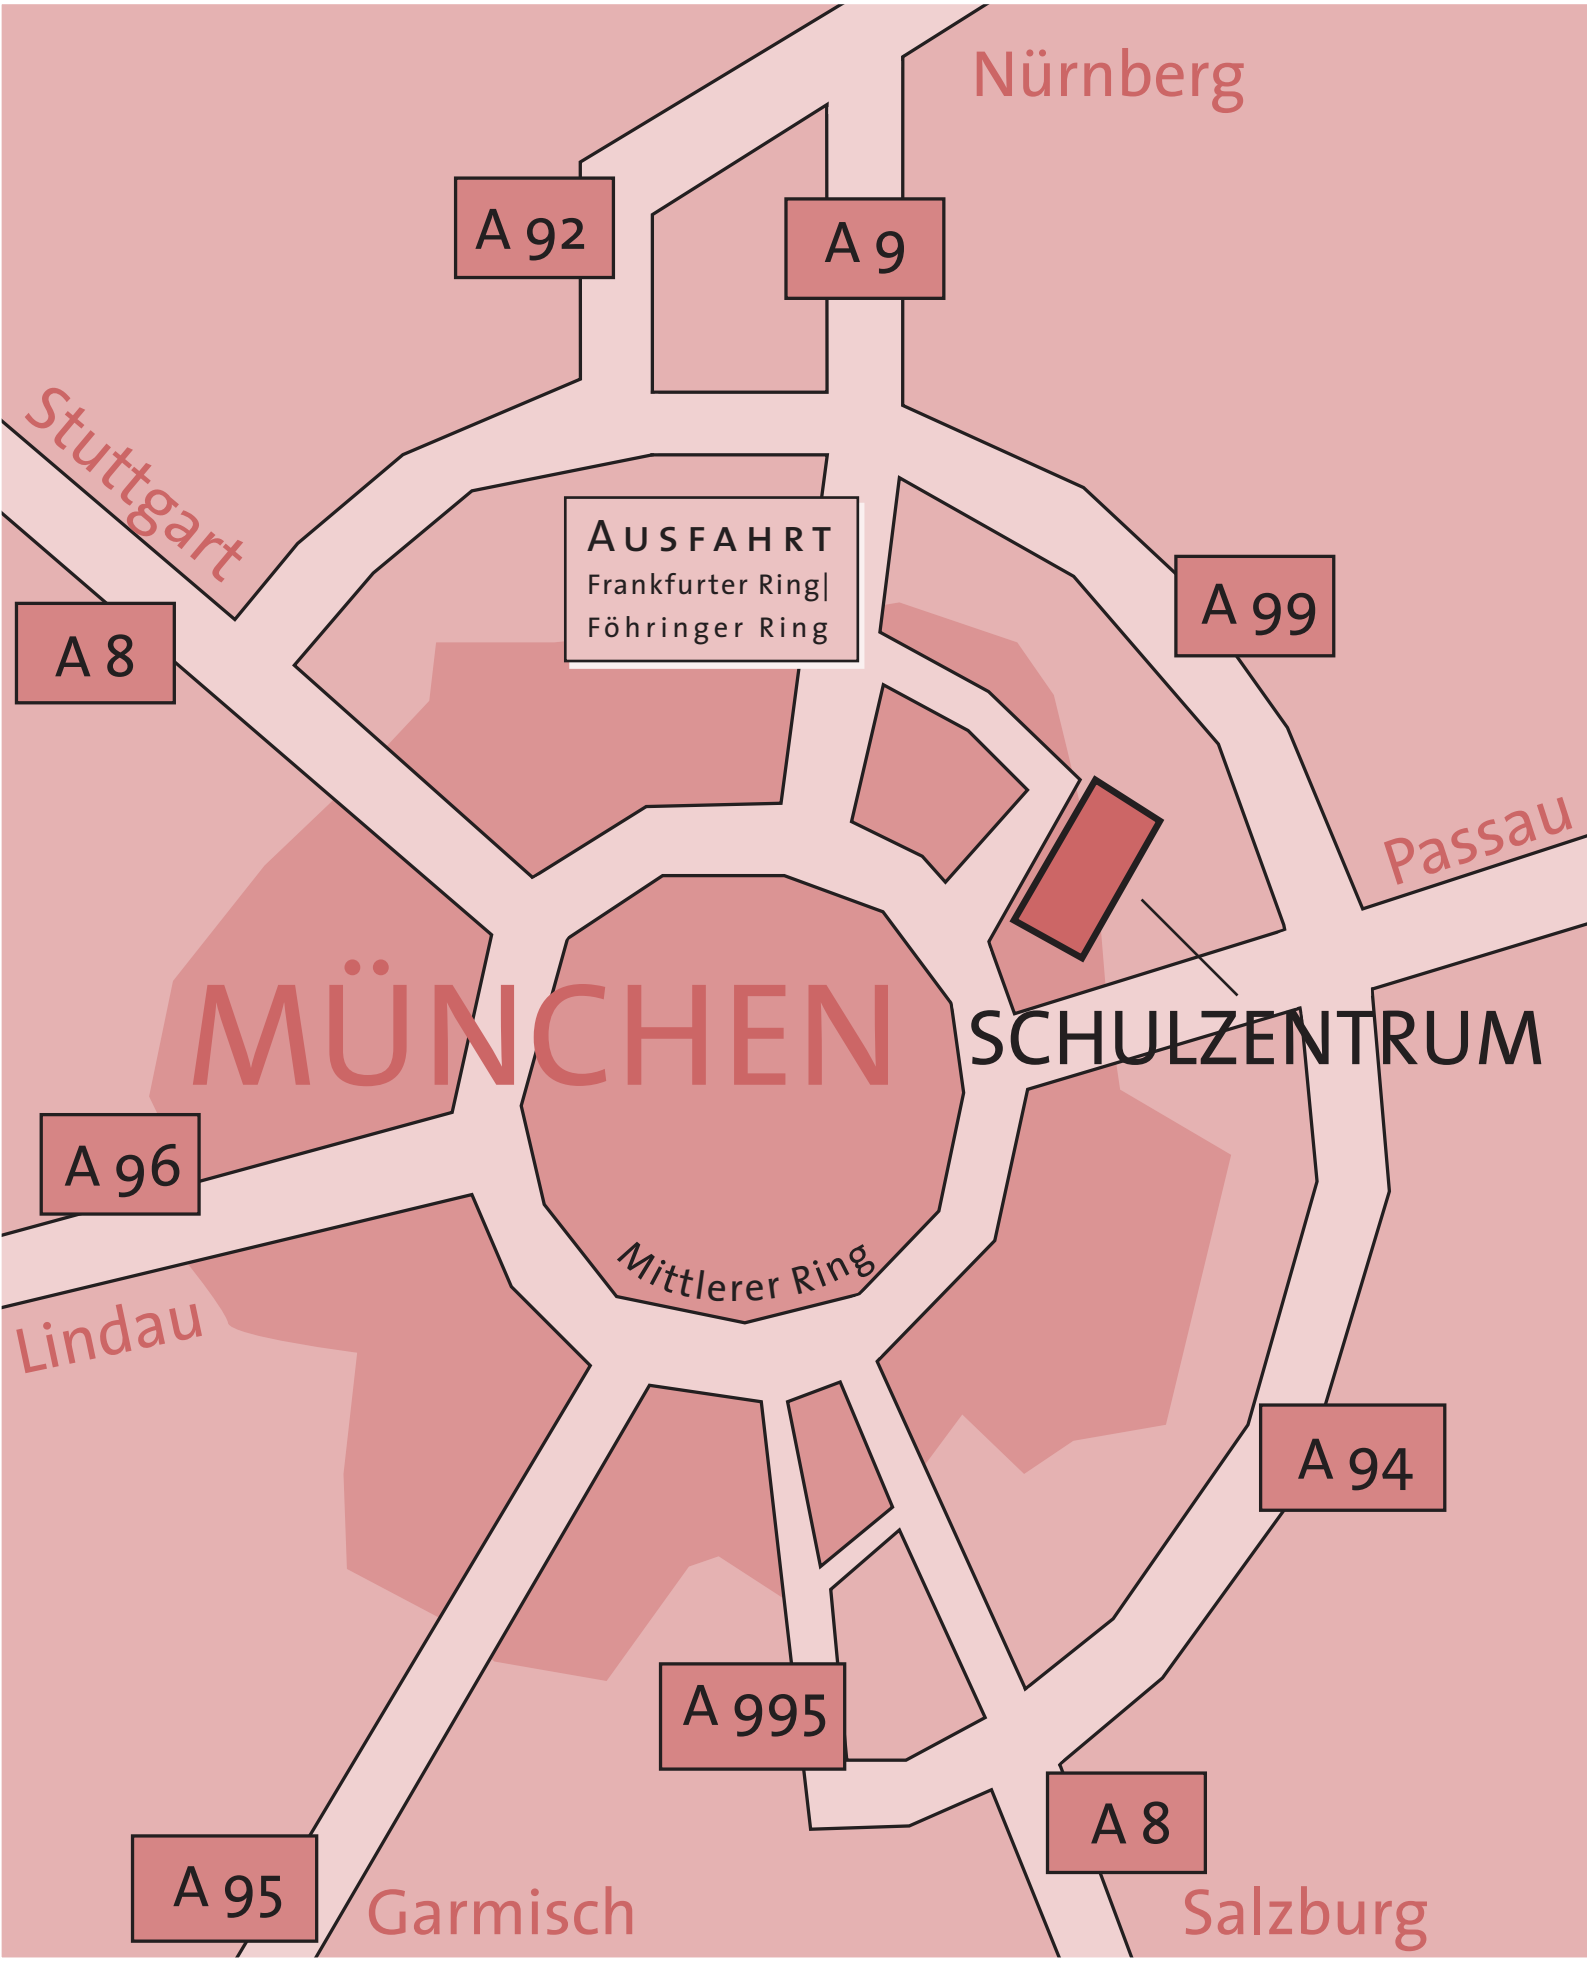 Nürnberg
A 92
A 9
Stuttgart
AUSFAHRT
Frankfurter Ring|
Föhringer Ring
A 99
A 8
Passau
MÜNCHEN
SCHULZENTRUM
A 96
Mittlerer Ring
Lindau
A 94
A 995
A 8
A 95
Garmisch
Salzburg